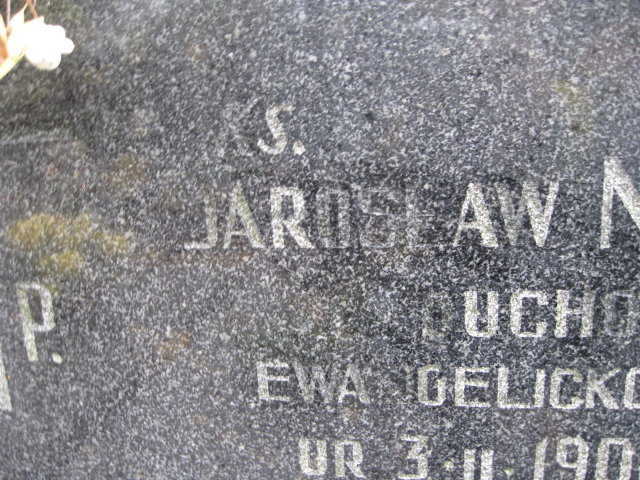 KS.
JAROSŁAW N
P. DUCHO
EWANGELICKO
UR 3·II·190